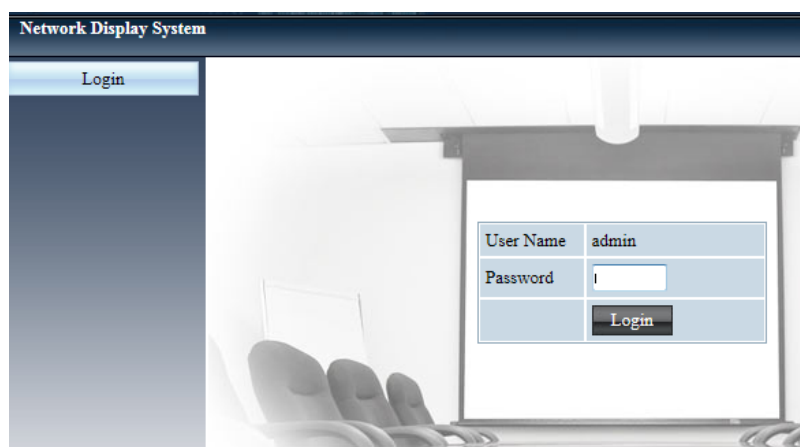 Network Display System
Login
User Name admin
Password
Login